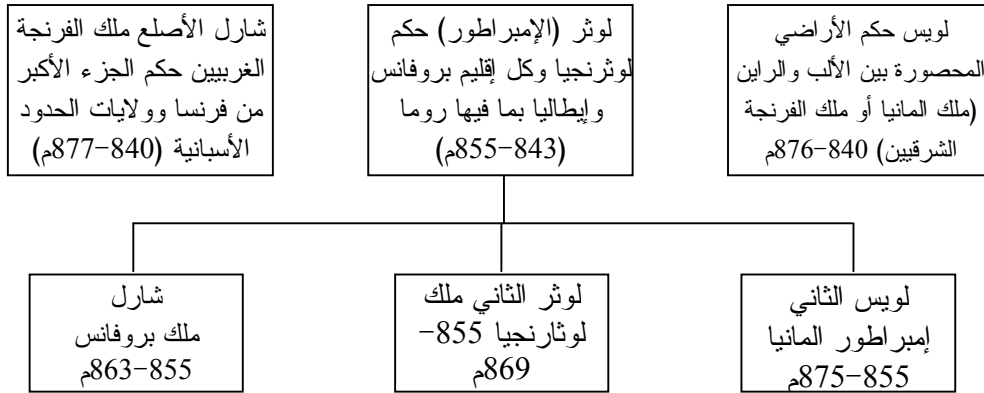 لويس حكم الأراضي
المحصورة بين الألب والراين
(ملك المانيا أو ملك الفرنجة
الشرقيين) 840-876م
لوثر (الإمبراطور) حكم
لوثرنجيا وكل إقليم بروفانس
وإيطاليا بما فيها روما
(843-855م)
شارل الأصلع ملك الفرنجة
الغربيين حكم الجزء الأكبر
من فرنسا وولايات الحدود
الأسبانية (840-877م)
لويس الثاني
إمبراطور المانيا
855-875م
لوثر الثاني ملك
لوثارنجيا 855-
869م
شارل
ملك بروفانس
855-863م